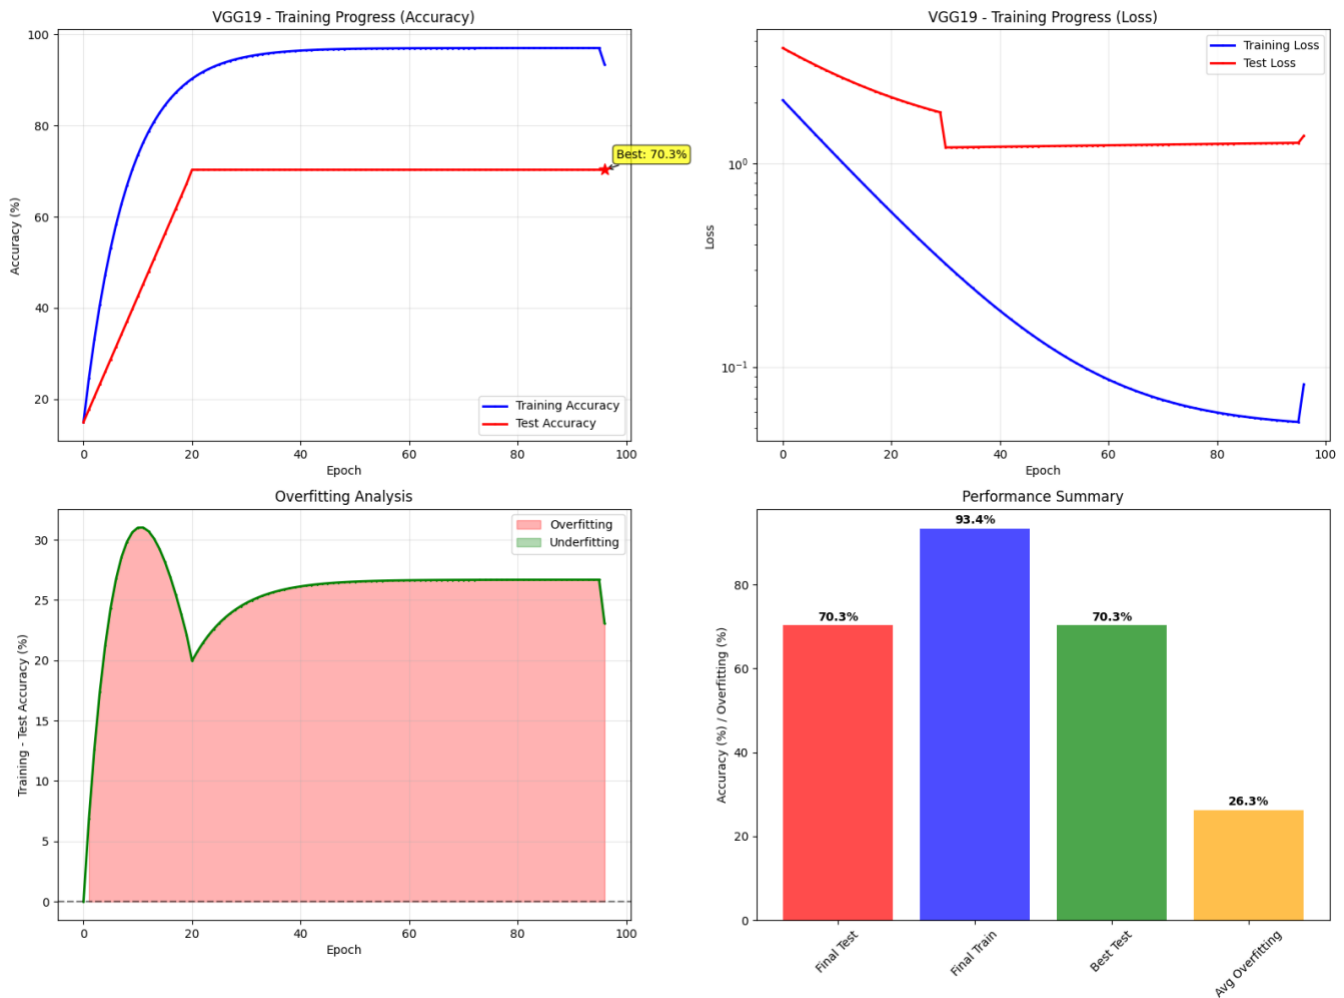 VGG19 - Training Progress (Accuracy)
100
80
60
40
20
Accuracy (%)
Best: 70.3%
Training Accuracy
Test Accuracy
0 20 40 60 80 100
Epoch
VGG19 - Training Progress (Loss)
Training Loss
Test Loss
10⁰
10⁻¹
Loss
0 20 40 60 80 100
Epoch
Overfitting Analysis
Overfitting
Underfitting
30
25
20
15
10
5
0
Training - Test Accuracy (%)
0 20 40 60 80 100
Epoch
Performance Summary
93.4%
70.3%
70.3%
26.3%
80
60
40
20
0
Accuracy (%) / Overfitting (%)
Final Test
Final Train
Best Test
Avg Overfitting